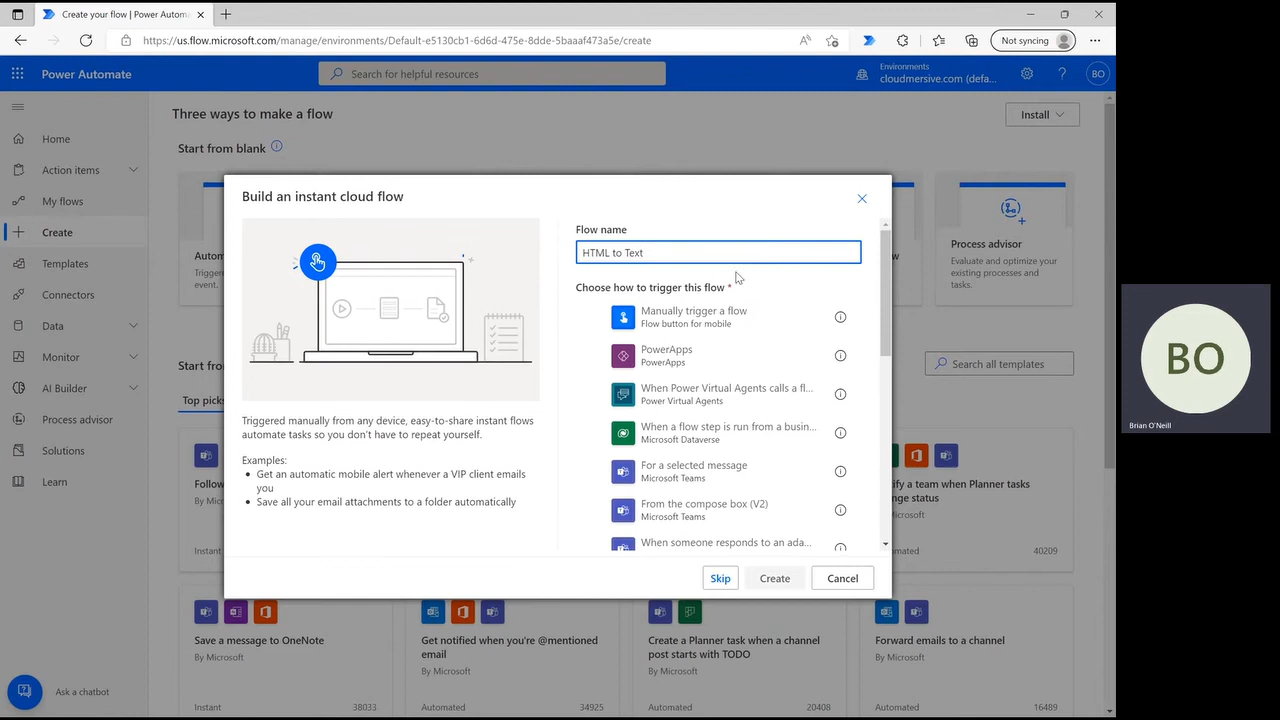 Create your flow | Power Autom
https://us.flow.microsoft.com/manage/environments/Default-e5130cb1-6d6d-475e-8dde-5baaaf473a5e/create
Not syncing
Power Automate
Search for helpful resources
Environments
cloudmersive.com (defa...
BO
Home
Action items
My flows
Create
Templates
Connectors
Data
Monitor
AI Builder
Process advisor
Solutions
Learn
Ask a chatbot
Three ways to make a flow
Install
Start from blank
Process advisor
Evaluate and optimize your
existing processes and
tasks.
Search all templates
Top picks
Build an instant cloud flow
Triggered manually from any device, easy-to-share instant flows
automate tasks so you don't have to repeat yourself.
Examples:
Get an automatic mobile alert whenever a VIP client emails
you
Save all your email attachments to a folder automatically
Flow name
HTML to Text
Choose how to trigger this flow *
Manually trigger a flow
Flow button for mobile
PowerApps
PowerApps
When Power Virtual Agents calls a fl...
Power Virtual Agents
When a flow step is run from a busin...
Microsoft Dataverse
For a selected message
Microsoft Teams
From the compose box (V2)
Microsoft Teams
When someone responds to an ada...
Skip
Create
Cancel
Instant
Automated
40209
Save a message to OneNote
By Microsoft
Instant
38033
Get notified when you're @mentioned
email
By Microsoft
Automated
24978
Create a Planner task when a channel
post starts with TODO
By Microsoft
Automated
20408
Forward emails to a channel
By Microsoft
Automated
16489
BO
Brian O'Neill